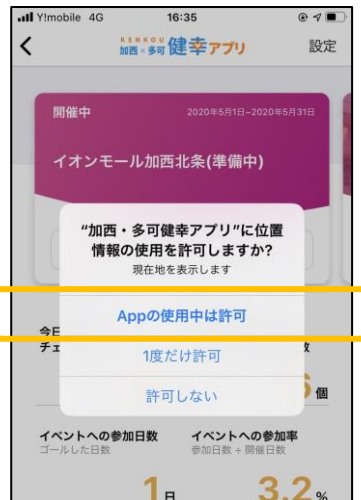 Y!mobile 4G 16:35
KENKOU
加西×多可 健幸アプリ 設定
開催中 2020年5月1日~2020年5月31日
イオンモール加西北条(準備中)
“加西・多可健幸アプリ”に位置
情報の使用を許可しますか?
現在地を表示します
Appの使用中は許可
今日
チェ 数
1度だけ許可
個
許可しない
イベントへの参加日数 イベントへの参加率
ゴールした日数 参加日数 ÷ 開催日数
1日 3.2%